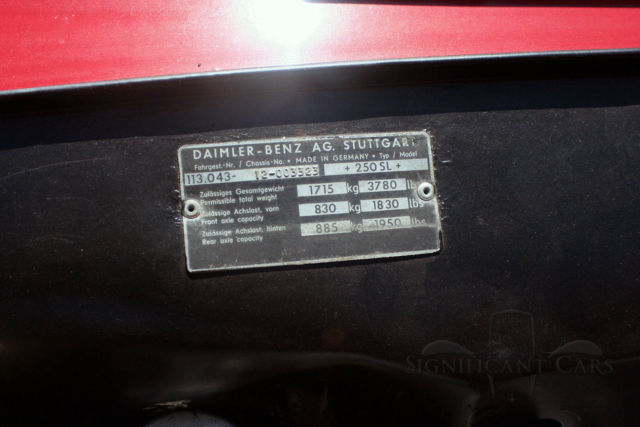 DAIMLER-BENZ AG. STUTTGART
Fahrgest.-Nr. / Chassis-No. • MADE IN GERMANY • Typ / Model
113.043- 12-003323 + 250 SL +
Zulässiges Gesamtgewicht
Permissible total weight
1715 kg 3780 lbs
Zulässige Achslast, vorn
Front axle capacity
830 kg 1830 lbs
Zulässige Achslast, hinten
Rear axle capacity
885 kg 1950 lbs
SIGNIFICANT CARS